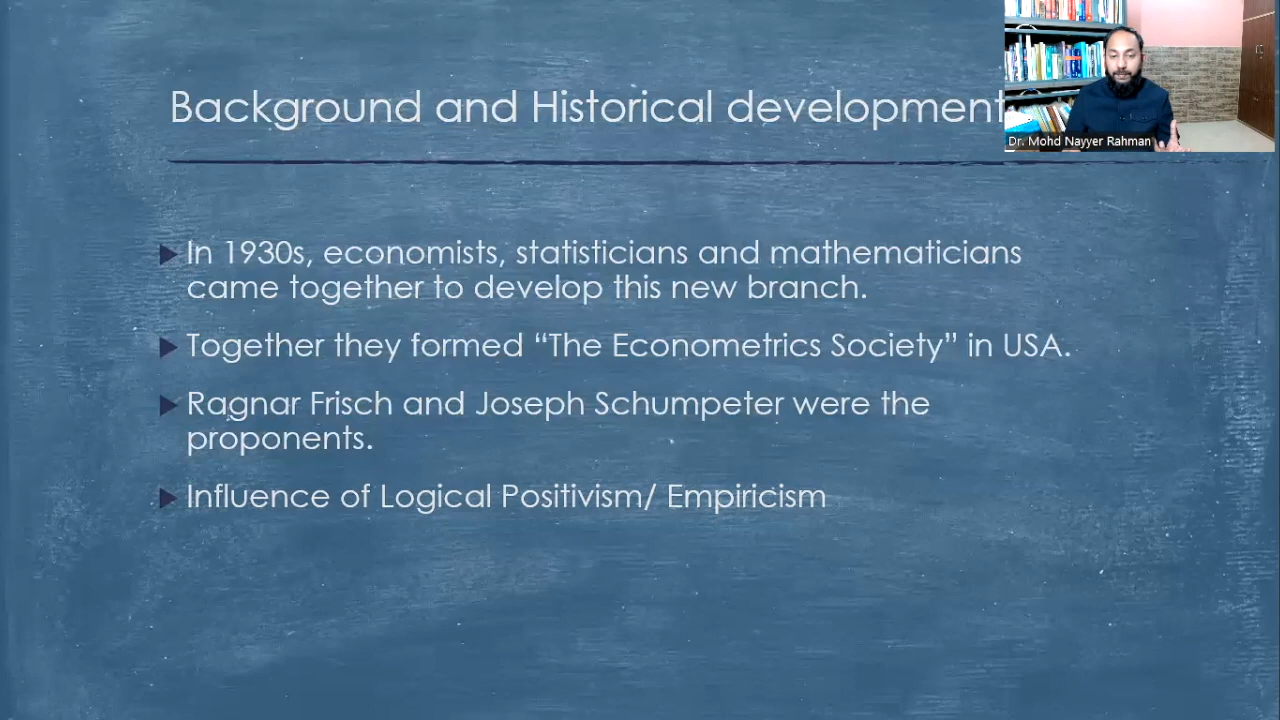 Background and Historical development
Dr. Mohd Nayyer Rahman
In 1930s, economists, statisticians and mathematicians
came together to develop this new branch.
Together they formed “The Econometrics Society” in USA.
Ragnar Frisch and Joseph Schumpeter were the
proponents.
Influence of Logical Positivism/ Empiricism